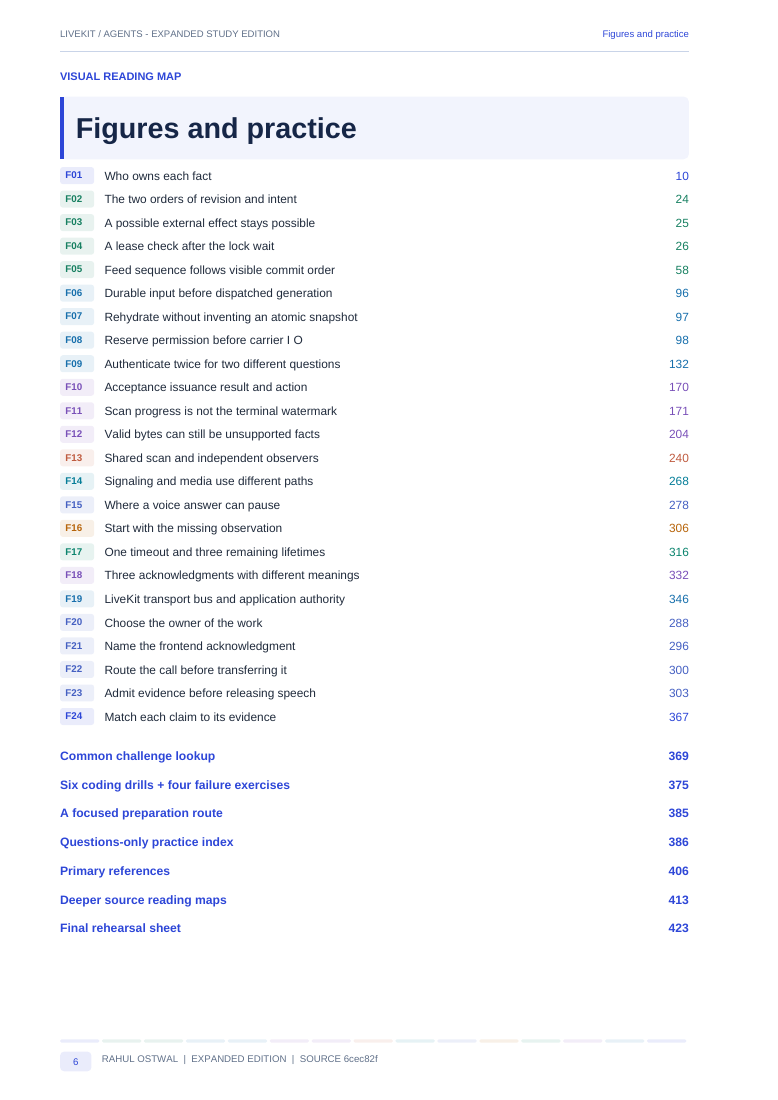 LIVEKIT / AGENTS - EXPANDED STUDY EDITION Figures and practice
VISUAL READING MAP
Figures and practice
F01 Who owns each fact 10
F02 The two orders of revision and intent 24
F03 A possible external effect stays possible 25
F04 A lease check after the lock wait 26
F05 Feed sequence follows visible commit order 58
F06 Durable input before dispatched generation 96
F07 Rehydrate without inventing an atomic snapshot 97
F08 Reserve permission before carrier I O 98
F09 Authenticate twice for two different questions 132
F10 Acceptance issuance result and action 170
F11 Scan progress is not the terminal watermark 171
F12 Valid bytes can still be unsupported facts 204
F13 Shared scan and independent observers 240
F14 Signaling and media use different paths 268
F15 Where a voice answer can pause 278
F16 Start with the missing observation 306
F17 One timeout and three remaining lifetimes 316
F18 Three acknowledgments with different meanings 332
F19 LiveKit transport bus and application authority 346
F20 Choose the owner of the work 288
F21 Name the frontend acknowledgment 296
F22 Route the call before transferring it 300
F23 Admit evidence before releasing speech 303
F24 Match each claim to its evidence 367
Common challenge lookup 369
Six coding drills + four failure exercises 375
A focused preparation route 385
Questions-only practice index 386
Primary references 406
Deeper source reading maps 413
Final rehearsal sheet 423
6 RAHUL OSTWAL | EXPANDED EDITION | SOURCE 6cec82f